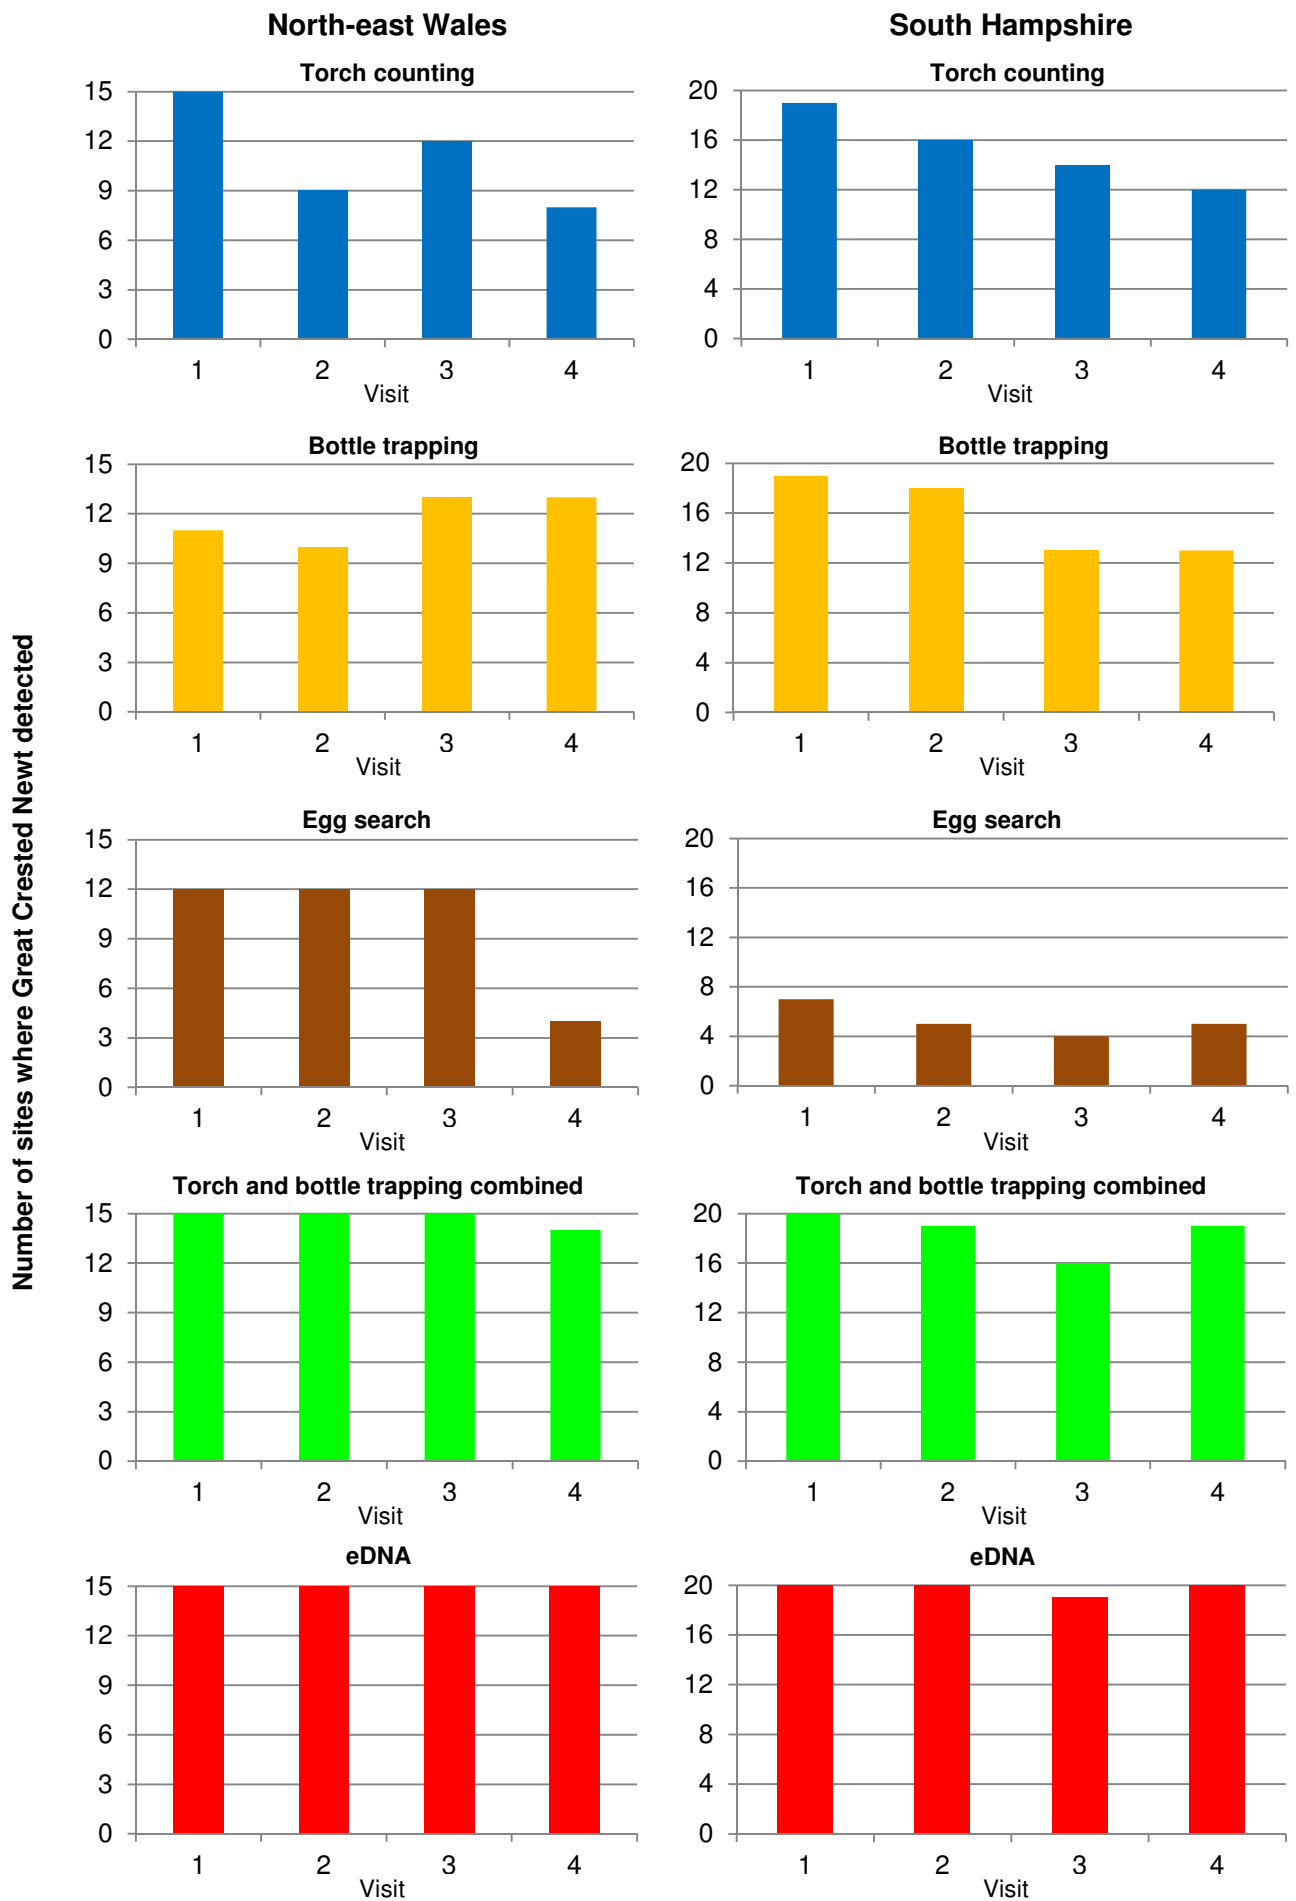 North-east Wales
South Hampshire
Number of sites where Great Crested Newt detected
Torch counting
15
12
9
6
3
0
1 2 3 4
Visit
Torch counting
20
16
12
8
4
0
1 2 3 4
Visit
Bottle trapping
15
12
9
6
3
0
1 2 3 4
Visit
Bottle trapping
20
16
12
8
4
0
1 2 3 4
Visit
Egg search
15
12
9
6
3
0
1 2 3 4
Visit
Egg search
20
16
12
8
4
0
1 2 3 4
Visit
Torch and bottle trapping combined
15
12
9
6
3
0
1 2 3 4
Visit
Torch and bottle trapping combined
20
16
12
8
4
0
1 2 3 4
Visit
eDNA
15
12
9
6
3
0
1 2 3 4
Visit
eDNA
20
16
12
8
4
0
1 2 3 4
Visit